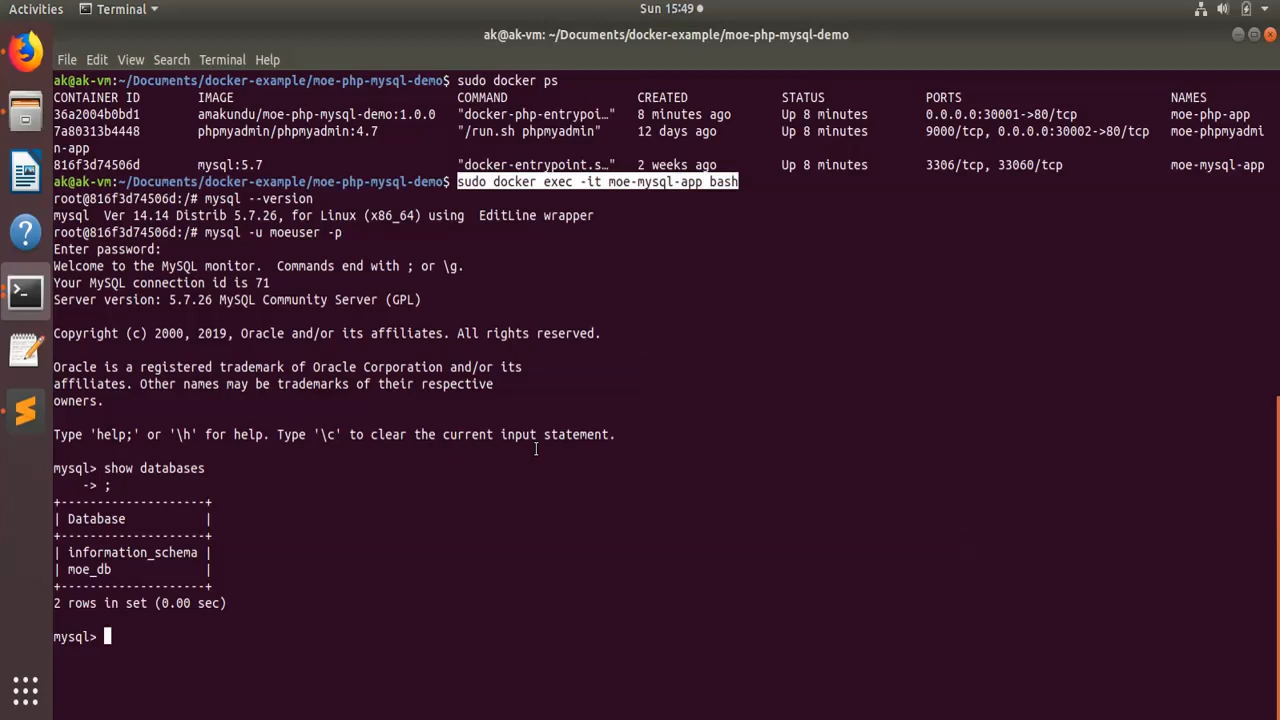 Activities Terminal Sun 15:49
ak@ak-vm: ~/Documents/docker-example/moe-php-mysql-demo
File Edit View Search Terminal Help
ak@ak-vm:~/Documents/docker-example/moe-php-mysql-demo$ sudo docker ps
CONTAINER ID IMAGE COMMAND CREATED STATUS PORTS NAMES
36a2004b0bd1 amakundu/moe-php-mysql-demo:1.0.0 "docker-php-entrypoi…" 8 minutes ago Up 8 minutes 0.0.0.0:30001->80/tcp moe-php-app
7a80313b4448 phpmyadmin/phpmyadmin:4.7 "/run.sh phpmyadmin" 12 days ago Up 8 minutes 9000/tcp, 0.0.0.0:30002->80/tcp moe-phpmyadmi
n-app
816f3d74506d mysql:5.7 "docker-entrypoint.s…" 2 weeks ago Up 8 minutes 3306/tcp, 33060/tcp moe-mysql-app
ak@ak-vm:~/Documents/docker-example/moe-php-mysql-demo$ sudo docker exec -it moe-mysql-app bash
root@816f3d74506d:/# mysql --version
mysql Ver 14.14 Distrib 5.7.26, for Linux (x86_64) using EditLine wrapper
root@816f3d74506d:/# mysql -u moeuser -p
Enter password:
Welcome to the MySQL monitor. Commands end with ; or \g.
Your MySQL connection id is 71
Server version: 5.7.26 MySQL Community Server (GPL)
Copyright (c) 2000, 2019, Oracle and/or its affiliates. All rights reserved.
Oracle is a registered trademark of Oracle Corporation and/or its
affiliates. Other names may be trademarks of their respective
owners.
Type 'help;' or '\h' for help. Type '\c' to clear the current input statement.
mysql> show databases
-> ;
+--------------------+
| Database |
+--------------------+
| information_schema |
| moe_db |
+--------------------+
2 rows in set (0.00 sec)
mysql>